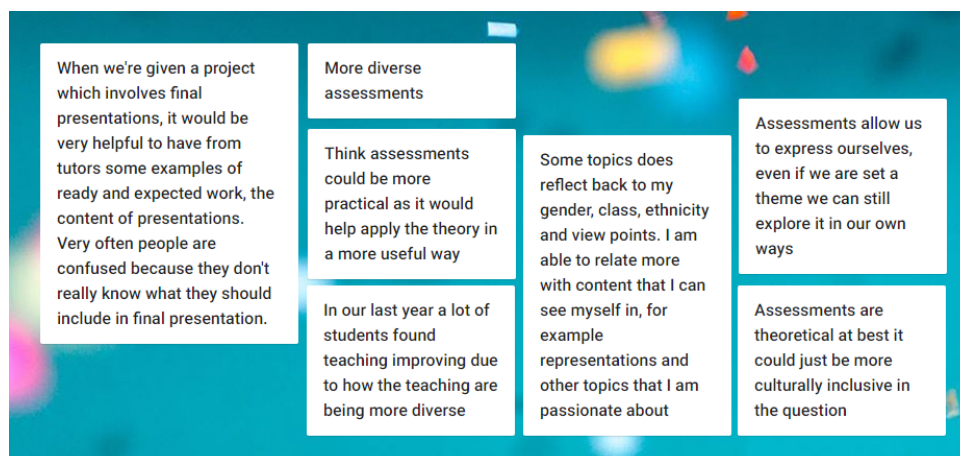 When we're given a project
which involves final
presentations, it would be
very helpful to have from
tutors some examples of
ready and expected work, the
content of presentations.
Very often people are
confused because they don't
really know what they should
include in final presentation.
More diverse
assessments
Think assessments
could be more
practical as it would
help apply the theory in
a more useful way
In our last year a lot of
students found
teaching improving due
to how the teaching are
being more diverse
Some topics does
reflect back to my
gender, class, ethnicity
and view points. I am
able to relate more
with content that I can
see myself in, for
example
representations and
other topics that I am
passionate about
Assessments allow us
to express ourselves,
even if we are set a
theme we can still
explore it in our own
ways
Assessments are
theoretical at best it
could just be more
culturally inclusive in
the question